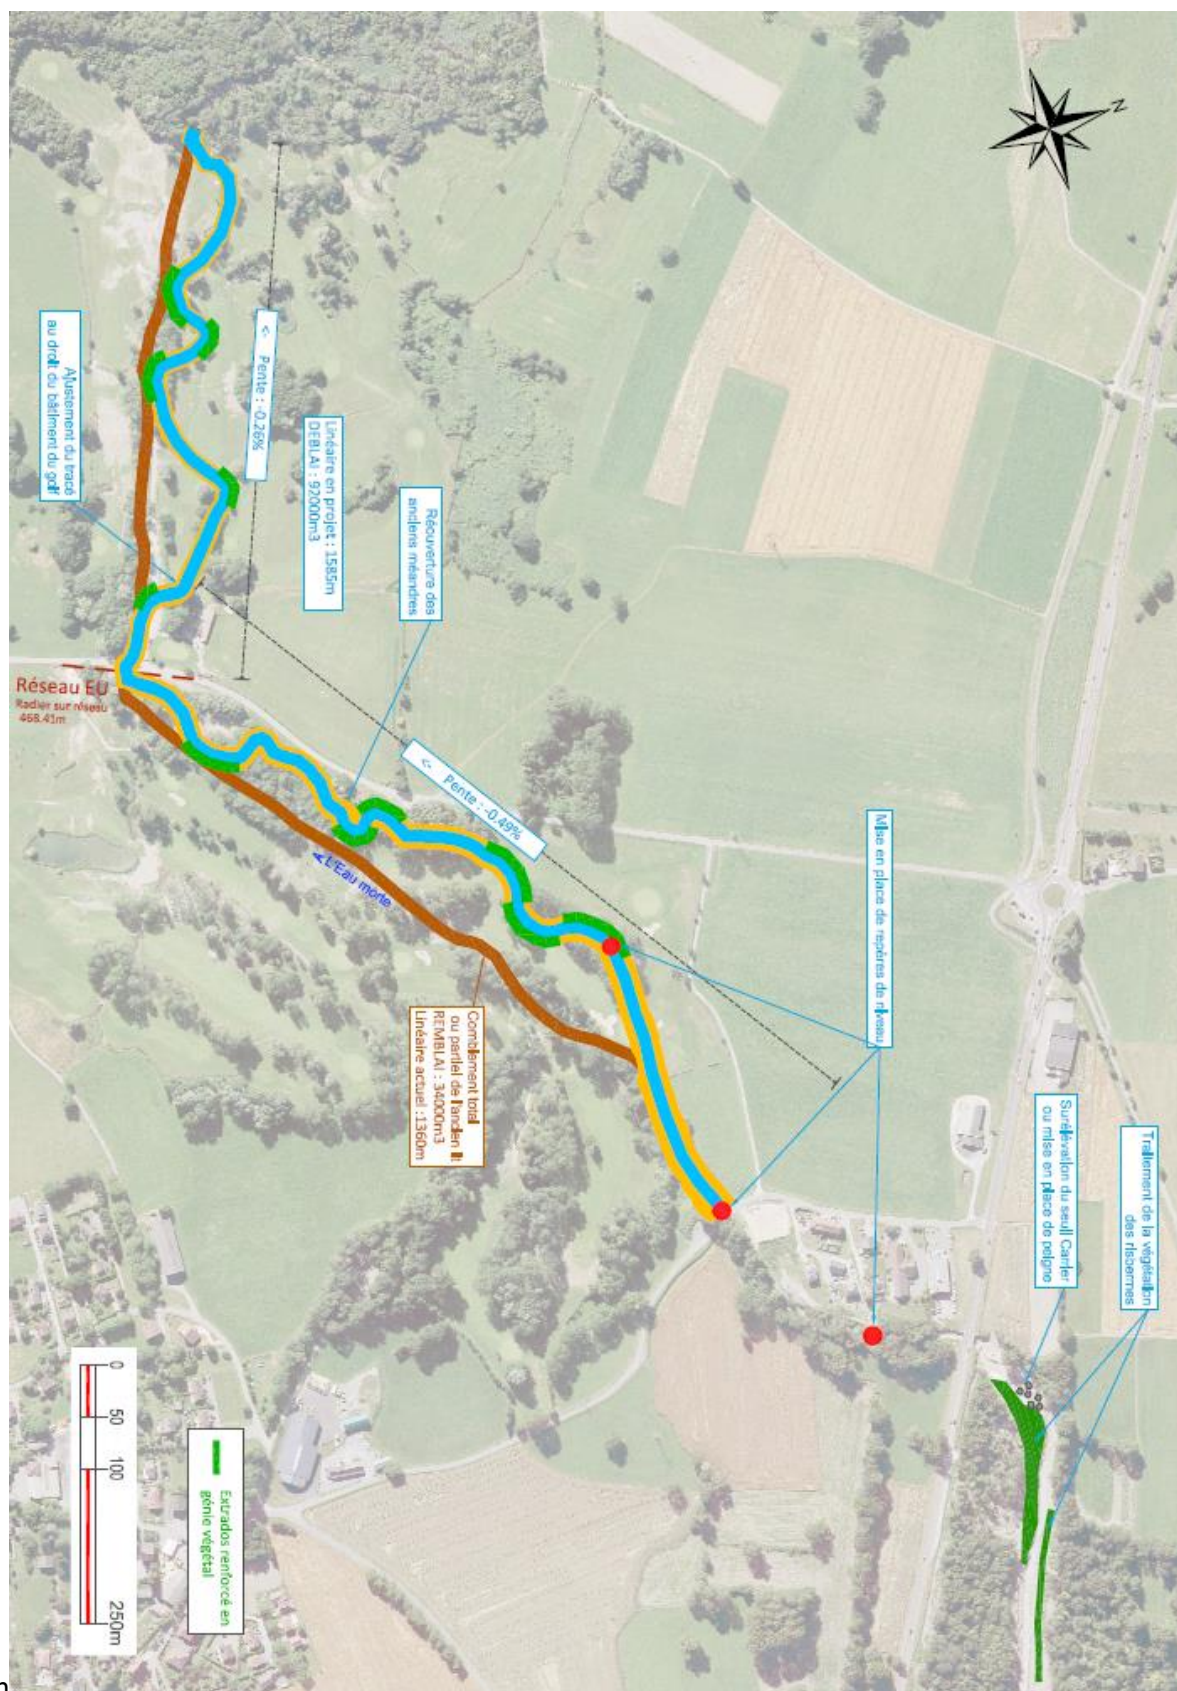 N
Ajustement du tracé
au droit du bâtiment du golf
<- Pente : -0.26%
Linéaire en projet : 1585m
DEBLAI : 92000m3
Réouverture des
anciens méandres
Réseau EU
Radier sur réseau
468.41m
<- Pente : -0.49%
L'Eau morte
Mise en place de repères de niveau
Comblement total
ou partiel de l'ancien lit
REMBLAI : 34000m3
Linéaire actuel :1360m
Surélévation du seuil Carrier
ou mise en place de peigne
Traitement de la végétation
des risbermes
0
50
100
250m
Extrados renforcé en
génie végétal